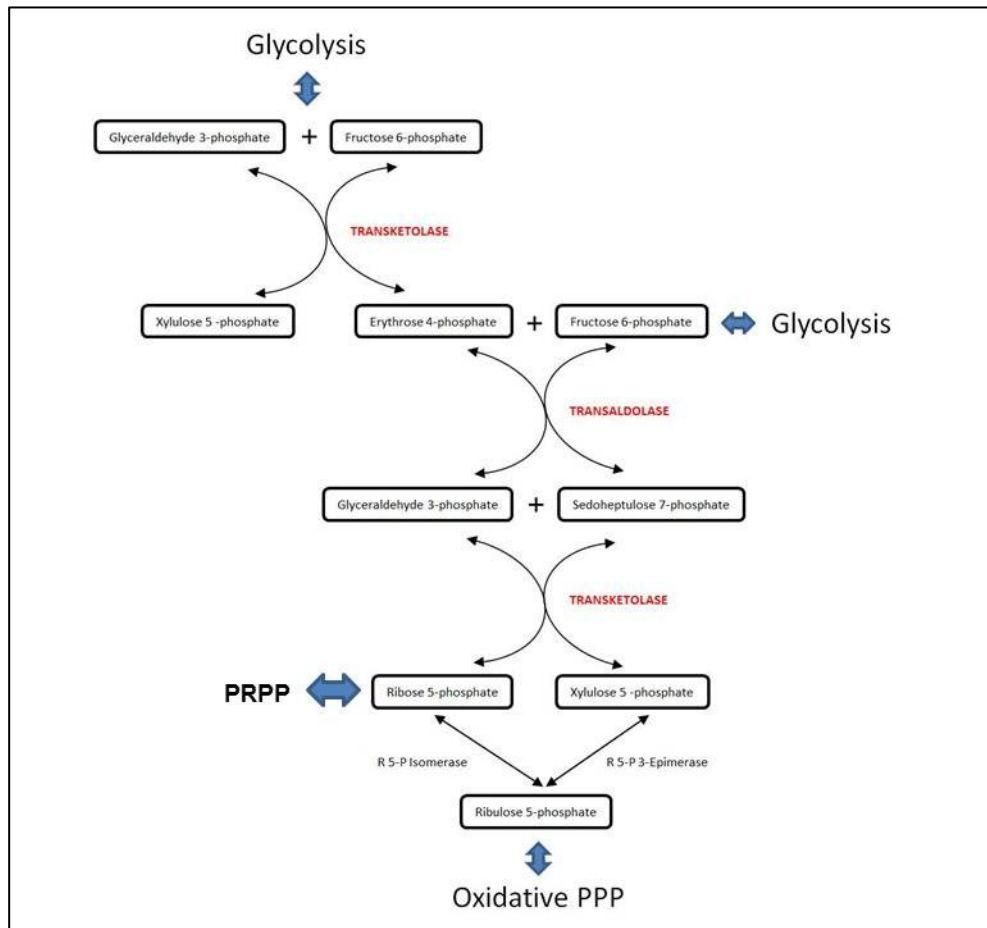 Glycolysis
Glyceraldehyde 3-phosphate + Fructose 6-phosphate
TRANSKETOLASE
Xylulose 5 -phosphate Erythrose 4-phosphate + Fructose 6-phosphate Glycolysis
TRANSALDOLASE
Glyceraldehyde 3-phosphate + Sedoheptulose 7-phosphate
TRANSKETOLASE
PRPP Ribose 5-phosphate Xylulose 5 -phosphate
R 5-P Isomerase R 5-P 3-Epimerase
Ribulose 5-phosphate
Oxidative PPP